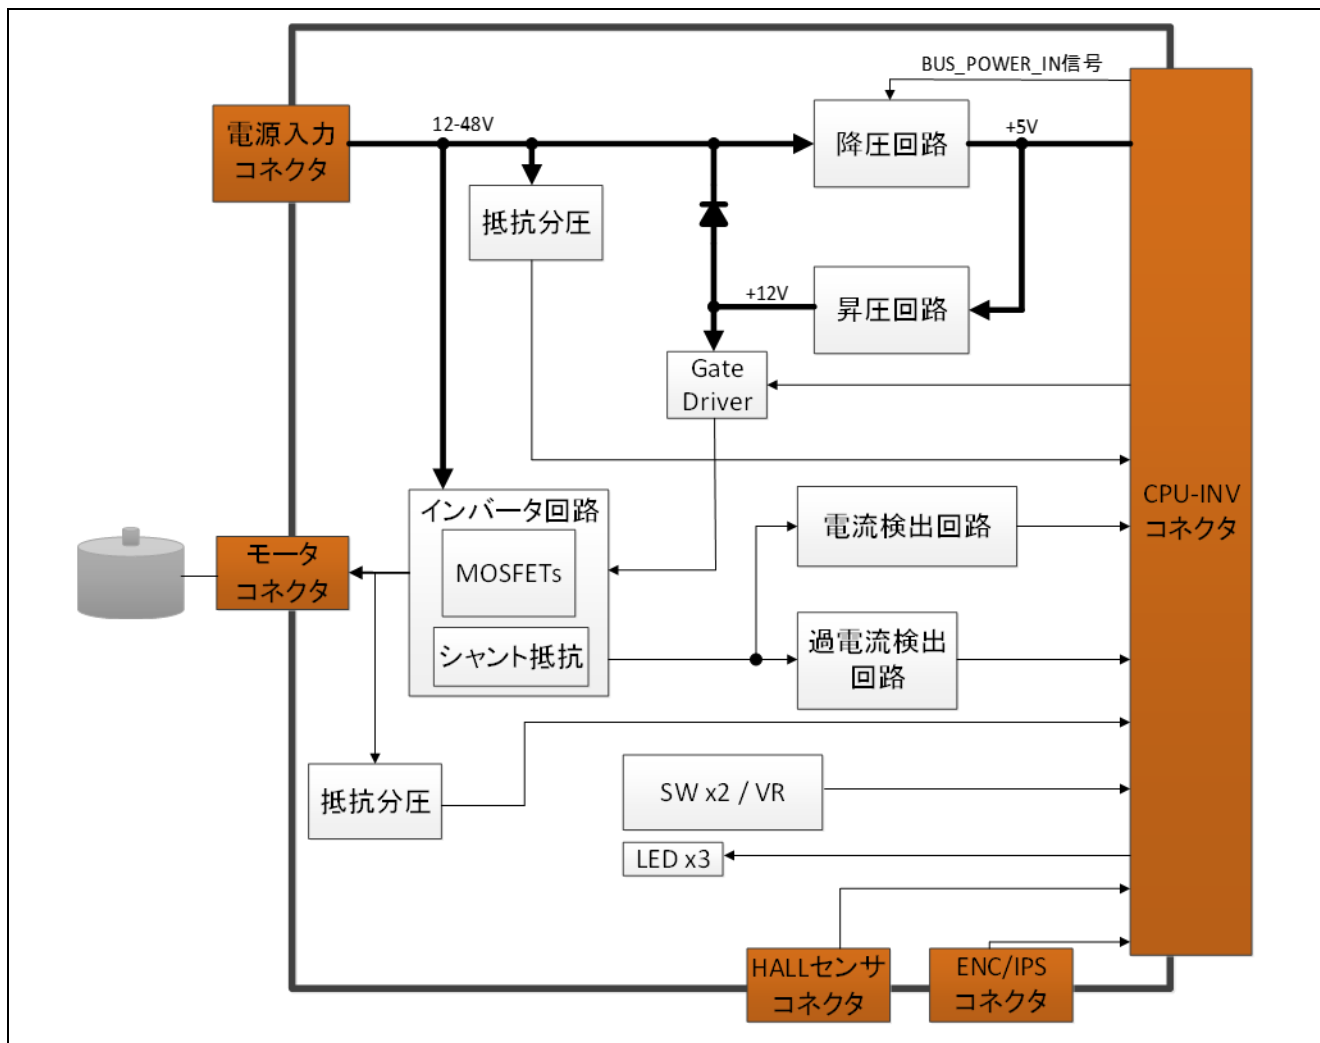 BUS_POWER_IN信号
電源入力
コネクタ
12-48V
降圧回路
+5V
抵抗分圧
+12V
昇圧回路
Gate
Driver
CPU-INV
コネクタ
インバータ回路
MOSFETs
シャント抵抗
電流検出回路
モータ
コネクタ
過電流検出
回路
抵抗分圧
SW x2 / VR
LED x3
HALLセンサ
コネクタ
ENC/IPS
コネクタ